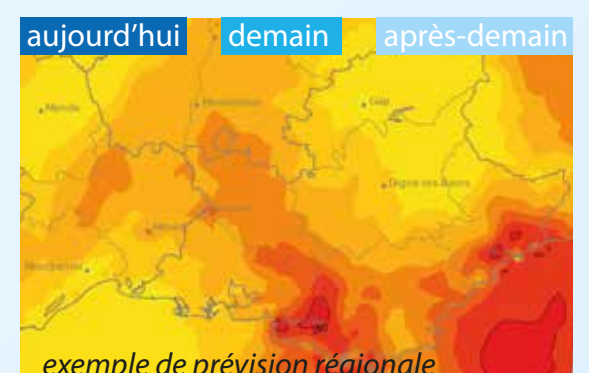 aujourd’hui demain après-demain
Mende
Gap
Digne-les-Bains
Montpellier
exemple de prévision régionale